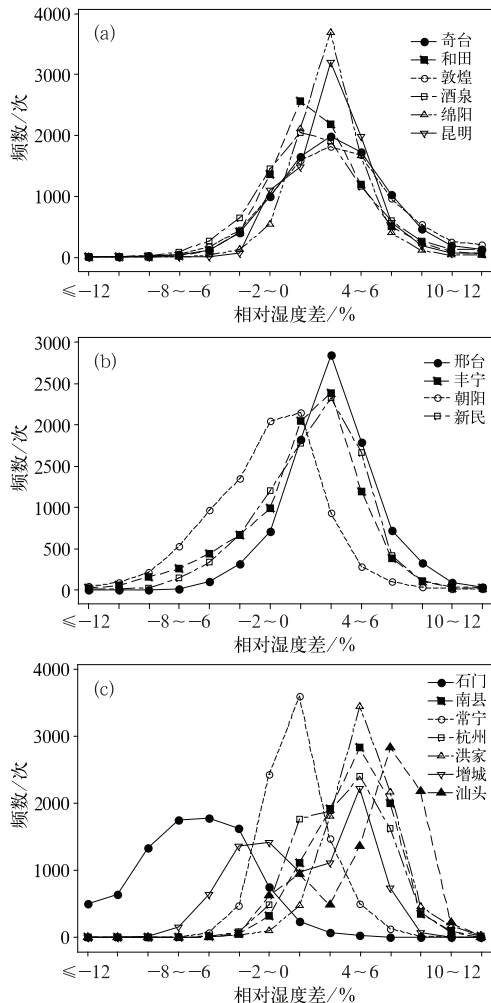 (a)
4000
3000
2000
1000
0
频数/次
奇台
和田
敦煌
酒泉
绵阳
昆明
≤−12
−8～−6
−2～0
4～6
10～12
相对湿度差/%
(b)
3000
2500
2000
1500
1000
500
0
频数/次
邢台
丰宁
朝阳
新民
≤−12
−8～−6
−2～0
4～6
10～12
相对湿度差/%
(c)
4000
3000
2000
1000
0
频数/次
石门
南县
常宁
杭州
洪家
增城
汕头
≤−12
−8～−6
−2～0
4～6
10～12
相对湿度差/%